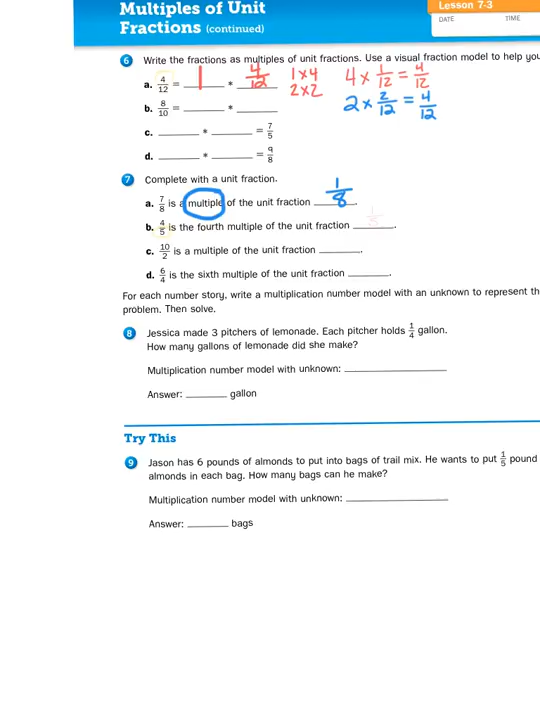 Multiples of Unit
Fractions (continued)
Lesson 7-3
DATE TIME
6 Write the fractions as multiples of unit fractions. Use a visual fraction model to help you
a. 4/12 = 1 * 4/12 1x4 4 x 1/12 = 4/12
2x2 2 x 2/12 = 4/12
b. 8/10 = ______ * ______
c. ______ * ______ = 7/5
d. ______ * ______ = 9/8
7 Complete with a unit fraction.
a. 7/8 is a multiple of the unit fraction 1/8.
b. 4/5 is the fourth multiple of the unit fraction 1/5.
c. 10/2 is a multiple of the unit fraction ______.
d. 6/4 is the sixth multiple of the unit fraction ______.
For each number story, write a multiplication number model with an unknown to represent th
problem. Then solve.
8 Jessica made 3 pitchers of lemonade. Each pitcher holds 1/4 gallon.
How many gallons of lemonade did she make?
Multiplication number model with unknown: ______
Answer: ______ gallon
Try This
9 Jason has 6 pounds of almonds to put into bags of trail mix. He wants to put 1/5 pound
almonds in each bag. How many bags can he make?
Multiplication number model with unknown: ______
Answer: ______ bags